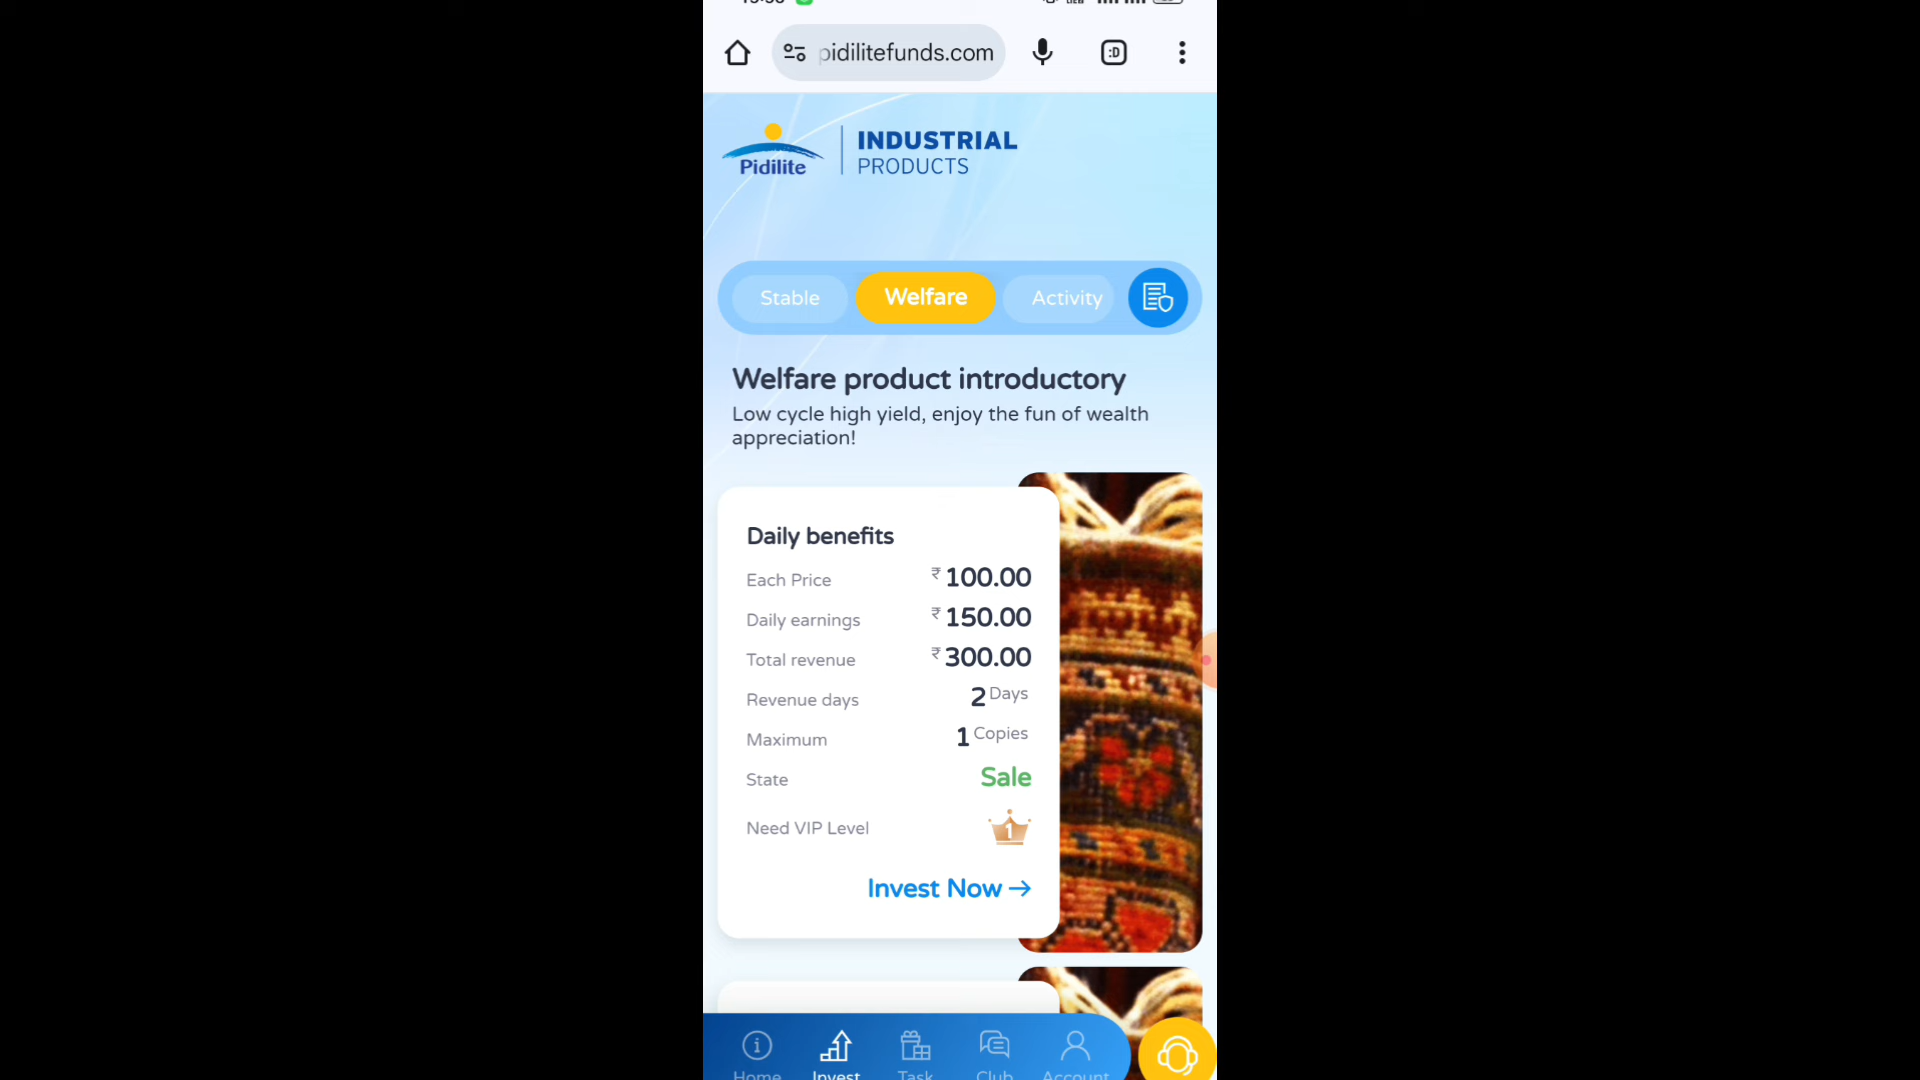 pidilitefunds.com
:D
Pidilite
INDUSTRIAL
PRODUCTS
Stable
Welfare
Activity
Welfare product introductory
Low cycle high yield, enjoy the fun of wealth
appreciation!
Daily benefits
Each Price ₹ 100.00
Daily earnings ₹ 150.00
Total revenue ₹ 300.00
Revenue days 2 Days
Maximum 1 Copies
State Sale
Need VIP Level 1
Invest Now →
Home Invest Task Club Account